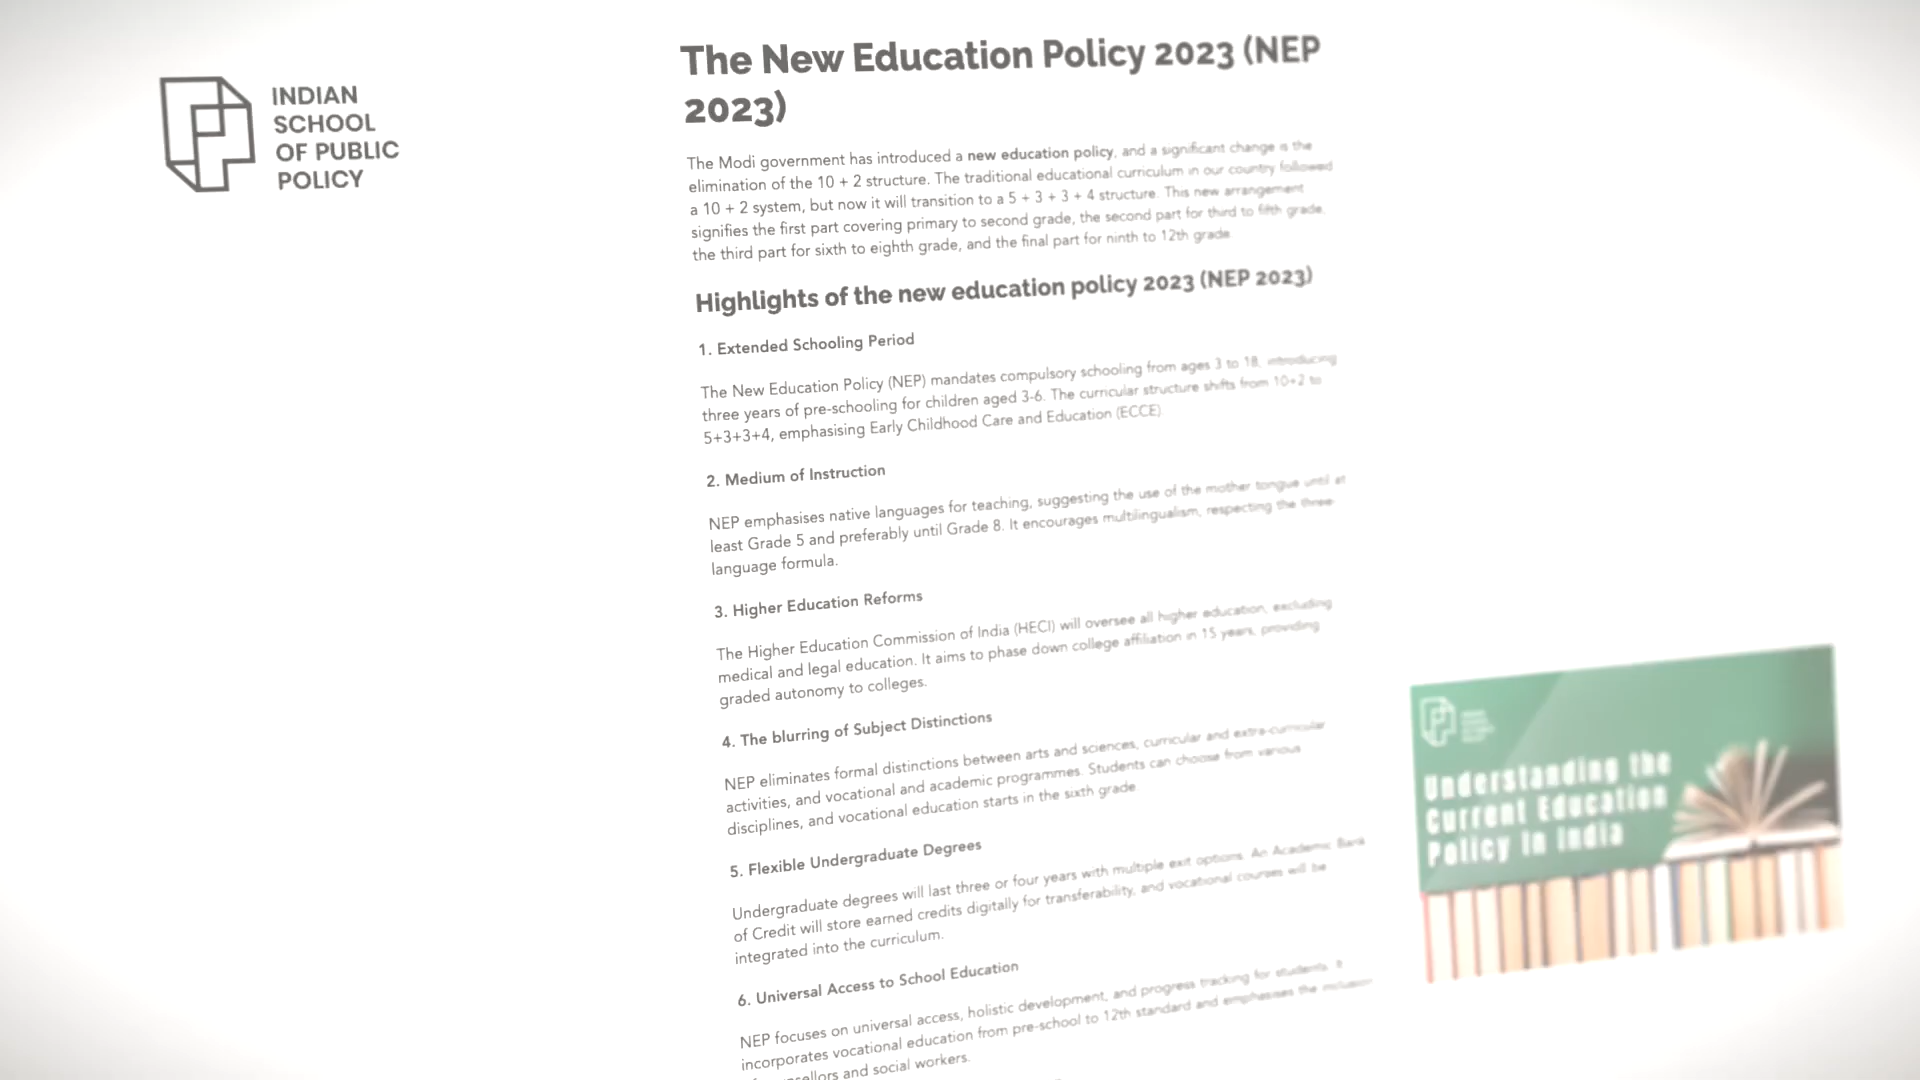 INDIAN
SCHOOL
OF PUBLIC
POLICY
The New Education Policy 2023 (NEP
2023)
The Modi government has introduced a new education policy, and a significant change is the
elimination of the 10 + 2 structure. The traditional educational curriculum in our country followed
a 10 + 2 system, but now it will transition to a 5 + 3 + 3 + 4 structure. This new arrangement
signifies the first part covering primary to second grade, the second part for third to fifth grade,
the third part for sixth to eighth grade, and the final part for ninth to 12th grade
Highlights of the new education policy 2023 (NEP 2023)
1. Extended Schooling Period
The New Education Policy (NEP) mandates compulsory schooling from ages 3 to 18, introducing
three years of pre-schooling for children aged 3-6. The curricular structure shifts from 10+2 to
5+3+3+4, emphasising Early Childhood Care and Education (ECCE)
2. Medium of Instruction
NEP emphasises native languages for teaching, suggesting the use of the mother tongue until at
least Grade 5 and preferably until Grade 8. It encourages multilingualism, respecting the three-
language formula.
3. Higher Education Reforms
The Higher Education Commission of India (HECI) will oversee all higher education, excluding
medical and legal education. It aims to phase down college affiliation in 15 years, providing
graded autonomy to colleges.
4. The blurring of Subject Distinctions
NEP eliminates formal distinctions between arts and sciences, curricular and extra-curricular
activities, and vocational and academic programmes. Students can choose from various
disciplines, and vocational education starts in the sixth grade.
5. Flexible Undergraduate Degrees
Undergraduate degrees will last three or four years with multiple exit options. An Academic Bank
of Credit will store earned credits digitally for transferability, and vocational courses will be
integrated into the curriculum.
6. Universal Access to School Education
NEP focuses on universal access, holistic development, and progress tracking for students. It
incorporates vocational education from pre-school to 12th standard and emphasises the inclusion
and social workers.
Understanding the
Current Education
Policy In India